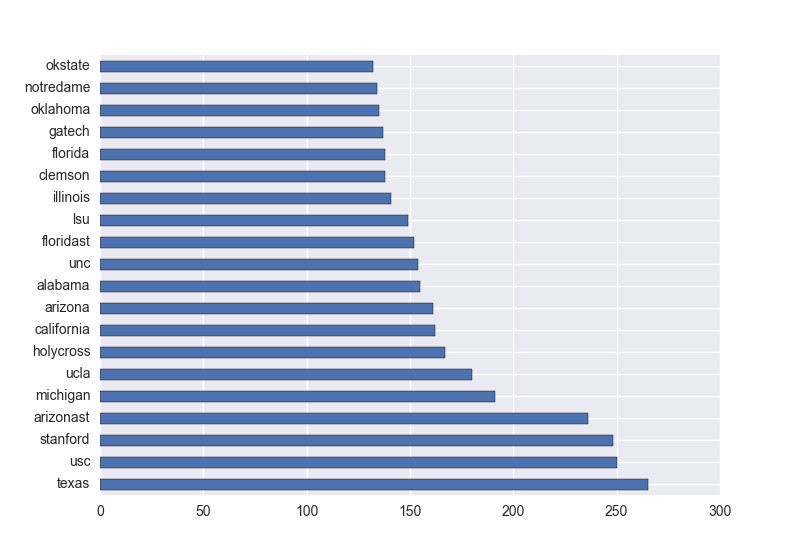 okstate
notredame
oklahoma
gatech
florida
clemson
illinois
lsu
floridast
unc
alabama
arizona
california
holycross
ucla
michigan
arizonast
stanford
usc
texas
0 50 100 150 200 250 300